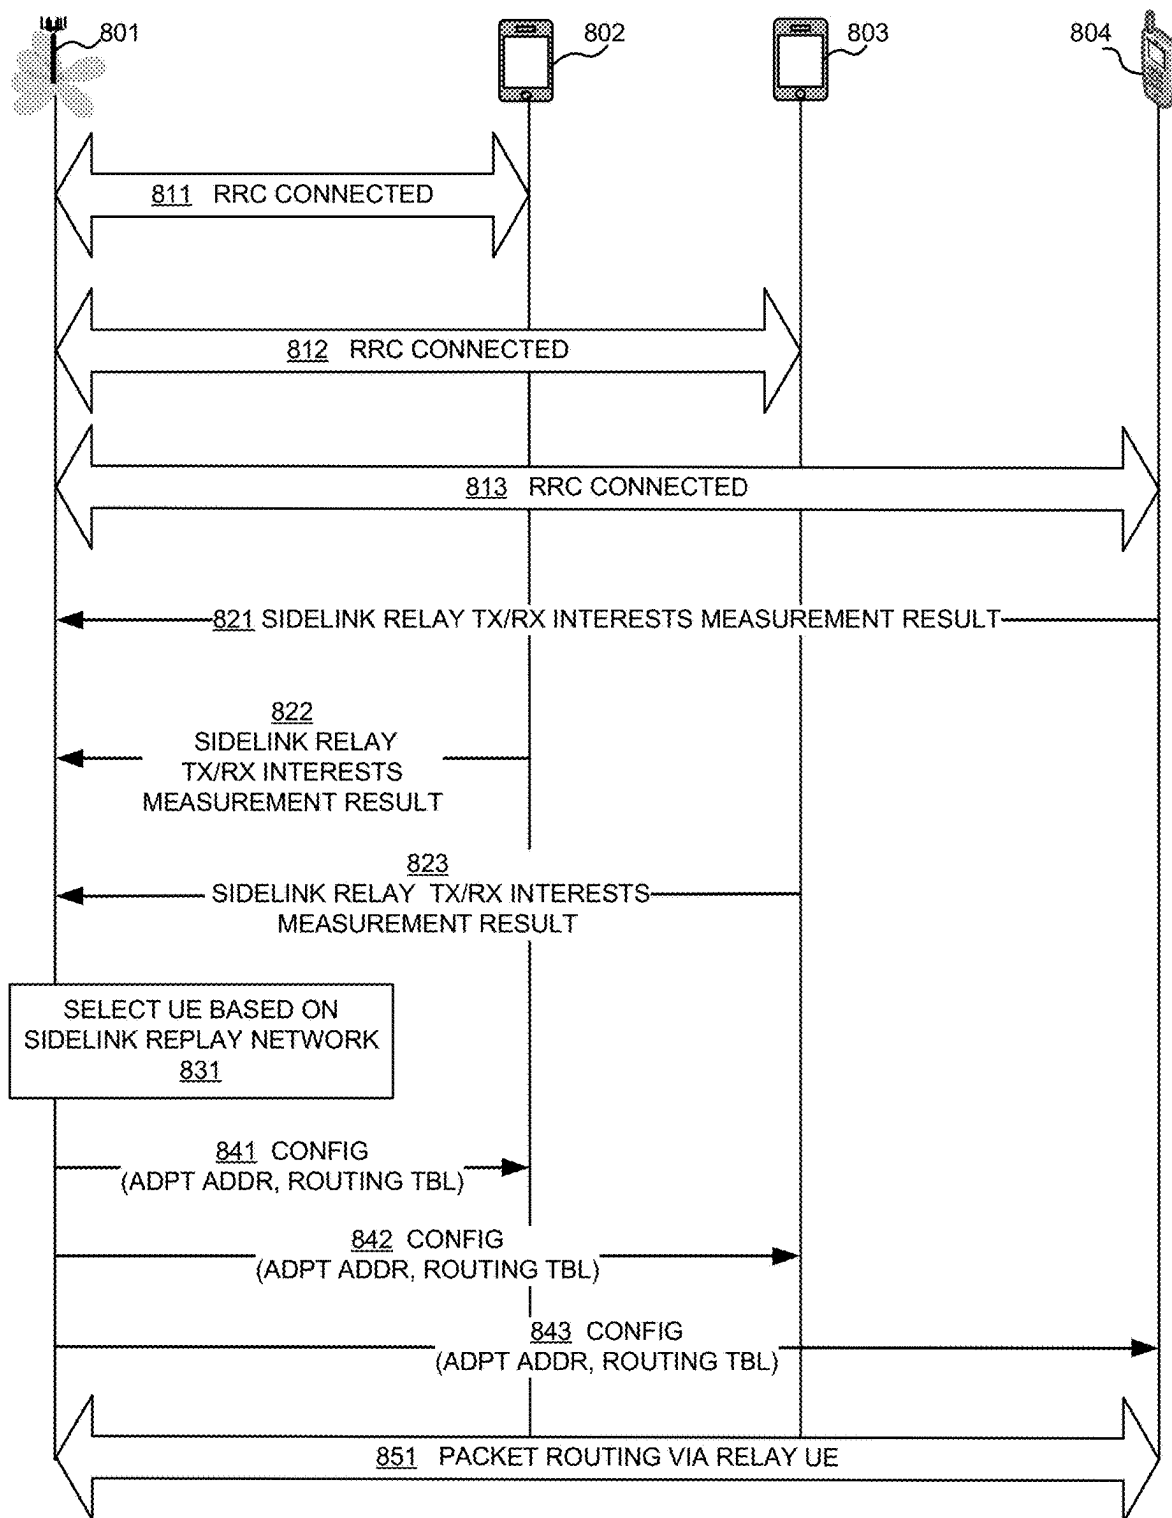 801
802
803
804
811 RRC CONNECTED
812 RRC CONNECTED
813 RRC CONNECTED
821 SIDELINK RELAY TX/RX INTERESTS MEASUREMENT RESULT
822
SIDELINK RELAY
TX/RX INTERESTS
MEASUREMENT RESULT
823
SIDELINK RELAY TX/RX INTERESTS
MEASUREMENT RESULT
SELECT UE BASED ON
SIDELINK REPLAY NETWORK
831
841 CONFIG
(ADPT ADDR, ROUTING TBL)
842 CONFIG
(ADPT ADDR, ROUTING TBL)
843 CONFIG
(ADPT ADDR, ROUTING TBL)
851 PACKET ROUTING VIA RELAY UE